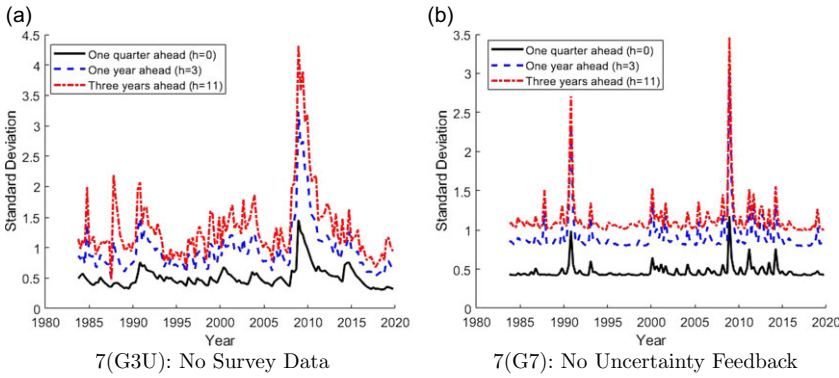 (a)
4.5
4
3.5
3
2.5
2
1.5
1
0.5
0
Standard Deviation
One quarter ahead (h=0)
One year ahead (h=3)
Three years ahead (h=11)
1980 1985 1990 1995 2000 2005 2010 2015 2020
Year
7(G3U): No Survey Data
(b)
3.5
3
2.5
2
1.5
1
0.5
0
Standard Deviation
One quarter ahead (h=0)
One year ahead (h=3)
Three years ahead (h=11)
1980 1985 1990 1995 2000 2005 2010 2015 2020
Year
7(G7): No Uncertainty Feedback